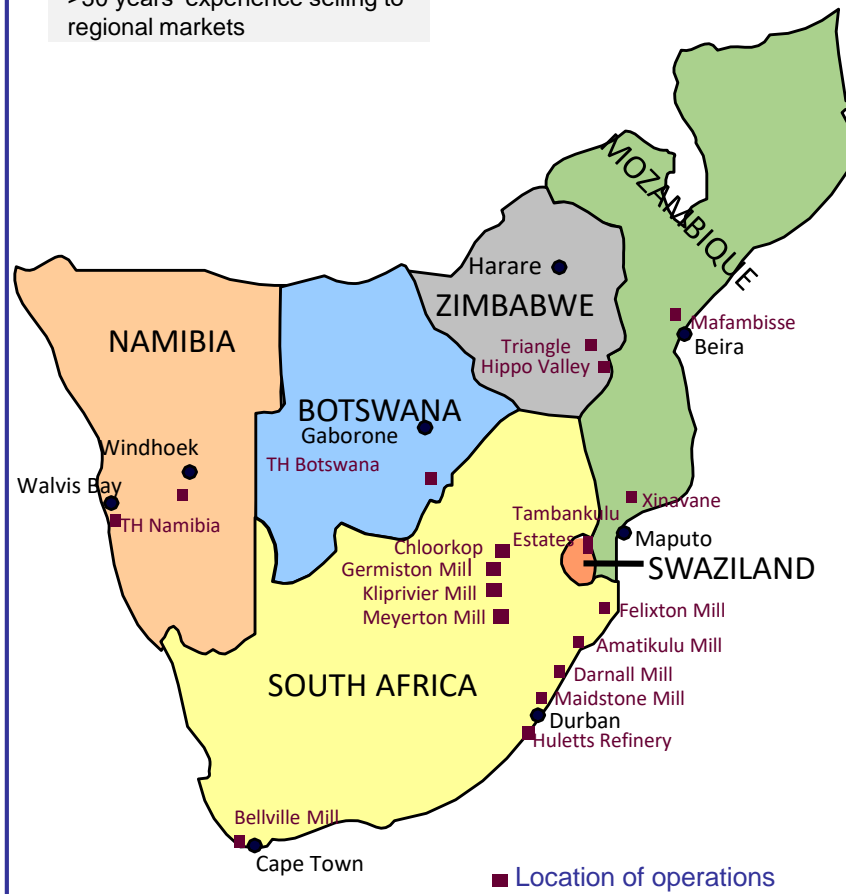 regional markets
MOZAMBIQUE
Harare
ZIMBABWE
Mafambisse
Beira
NAMIBIA
Triangle
Hippo Valley
BOTSWANA
Gaborone
Windhoek
TH Botswana
Walvis Bay
TH Namibia
Xinavane
Tambankulu
Estates
Maputo
Chloorkop
SWAZILAND
Germiston Mill
Kliprivier Mill
Meyerton Mill
Felixton Mill
Amatikulu Mill
Darnall Mill
SOUTH AFRICA
Maidstone Mill
Durban
Huletts Refinery
Bellville Mill
Cape Town
Location of operations